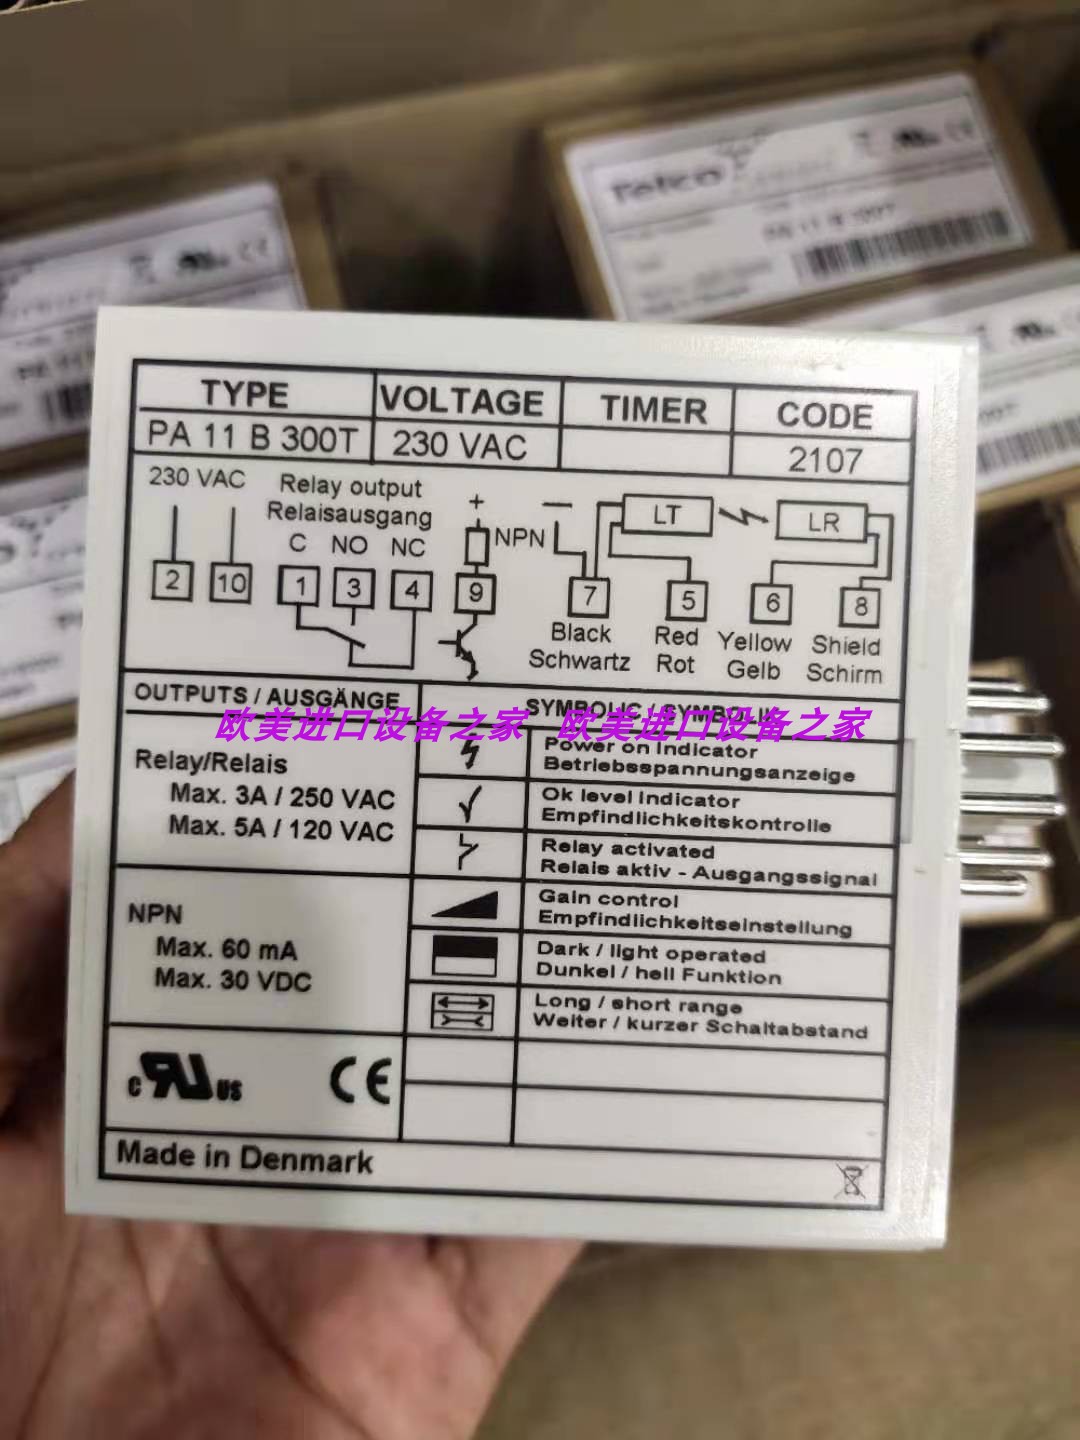 Telco
PA 11 B 300T
TYPE VOLTAGE TIMER CODE
PA 11 B 300T 230 VAC 2107
230 VAC Relay output
Relaisausgang
C NO NC
+ NPN — LT LR
2 10 1 3 4 9 7 5 6 8
Black Red Yellow Shield
Schwartz Rot Gelb Schirm
OUTPUTS / AUSGÄNGE
欧美进口设备之家 欧美进口设备之家
Relay/Relais
Max. 3A / 250 VAC
Max. 5A / 120 VAC
Power on Indicator
Betriebsspannungsanzeige
Ok level Indicator
Empfindlichkeitskontrolle
Relay activated
Relais aktiv - Ausgangssignal
NPN
Max. 60 mA
Max. 30 VDC
Gain control
Empfindlichkeitseinstellung
Dark / light operated
Dunkel / hell Funktion
Long / short range
Weiter / kurzer Schaltabstand
c RU us CE
Made in Denmark